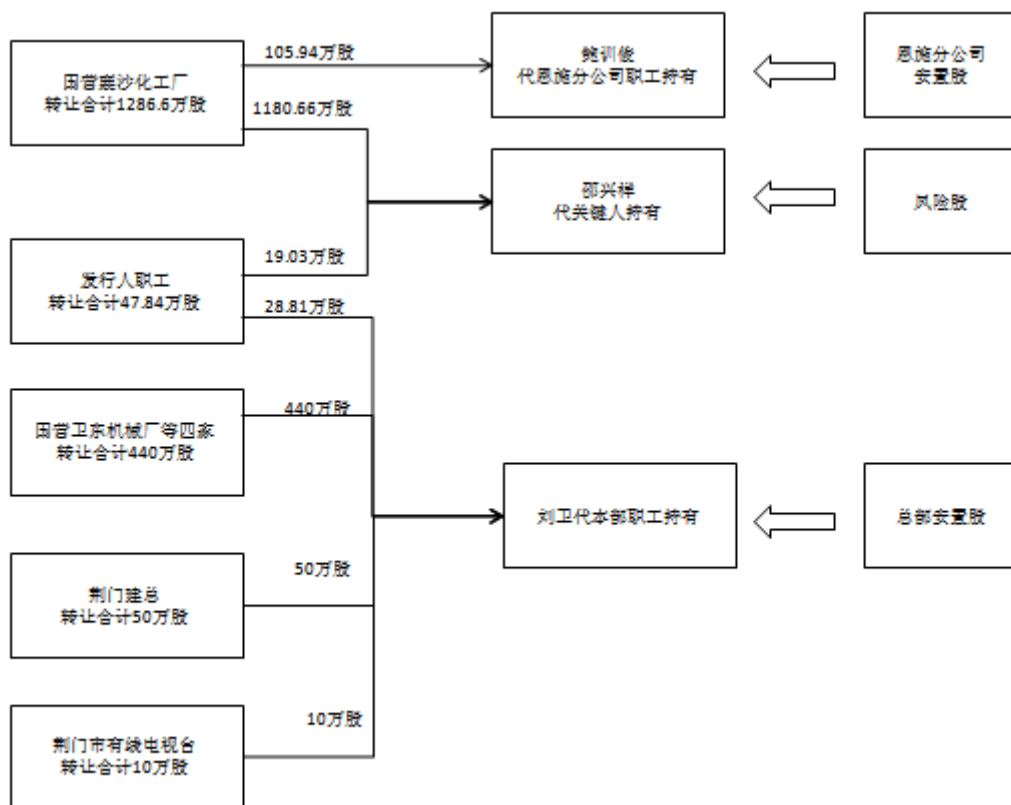 国营襄沙化工厂
转让合计1286.6万股
105.94万股
1180.66万股
鲍训俊
代恩施分公司职工持有
恩施分公司
安置股
邵兴祥
代关键人持有
风险股
发行人职工
转让合计47.84万股
19.03万股
28.81万股
国营卫东机械厂等四家
转让合计440万股
440万股
刘卫代本部职工持有
总部安置股
荆门建总
转让合计50万股
50万股
荆门市有线电视台
转让合计10万股
10万股